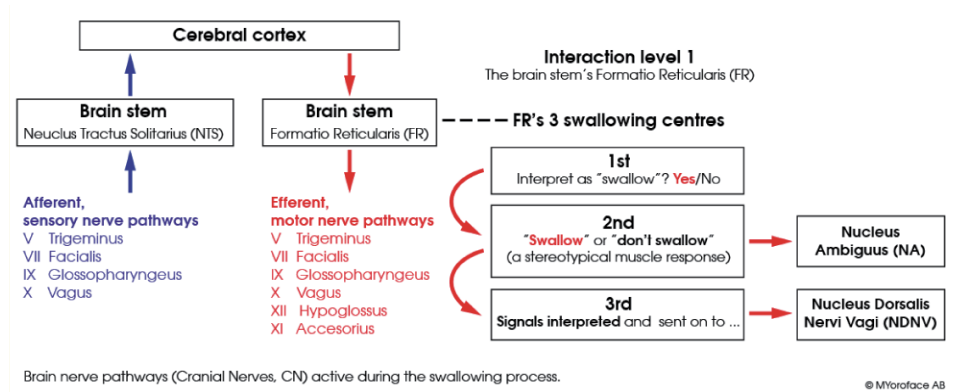 Cerebral cortex
Interaction level 1
The brain stem's Formatio Reticularis (FR)
Brain stem
Neuclus Tractus Solitarius (NTS)
Brain stem
Formatio Reticularis (FR)
FR's 3 swallowing centres
1st
Interpret as "swallow"? Yes/No
Afferent,
sensory nerve pathways
V Trigeminus
VII Facialis
IX Glossopharyngeus
X Vagus
Efferent,
motor nerve pathways
V Trigeminus
VII Facialis
IX Glossopharyngeus
X Vagus
XII Hypoglossus
XI Accesorius
2nd
"Swallow" or "don't swallow"
(a stereotypical muscle response)
Nucleus
Ambiguus (NA)
3rd
Signals interpreted and sent on to ...
Nucleus Dorsalis
Nervi Vagi (NDNV)
Brain nerve pathways (Cranial Nerves, CN) active during the swallowing process.
© MYoroface AB